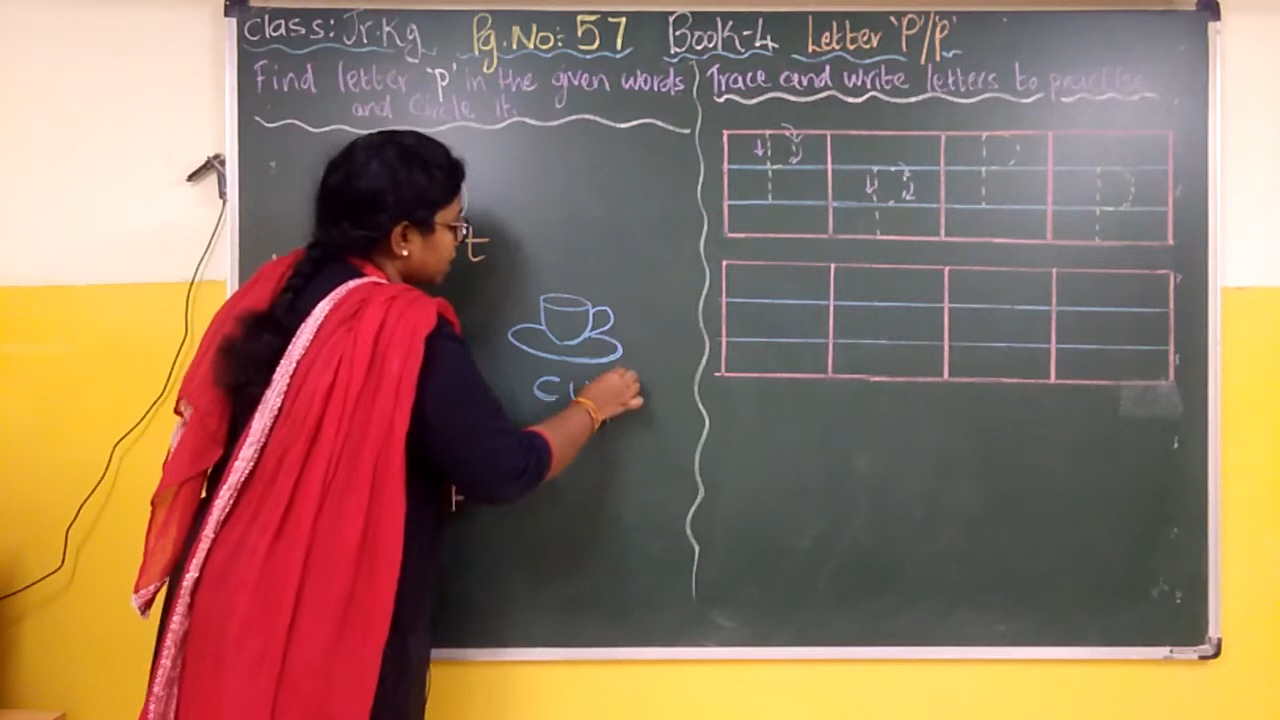 class: Jr.Kg Pg.No: 57 Book-4 Letter 'P'/p'
Find letter 'p' in the given words
and Circle it.
Trace and write letters to practise
P p P p
t
cu